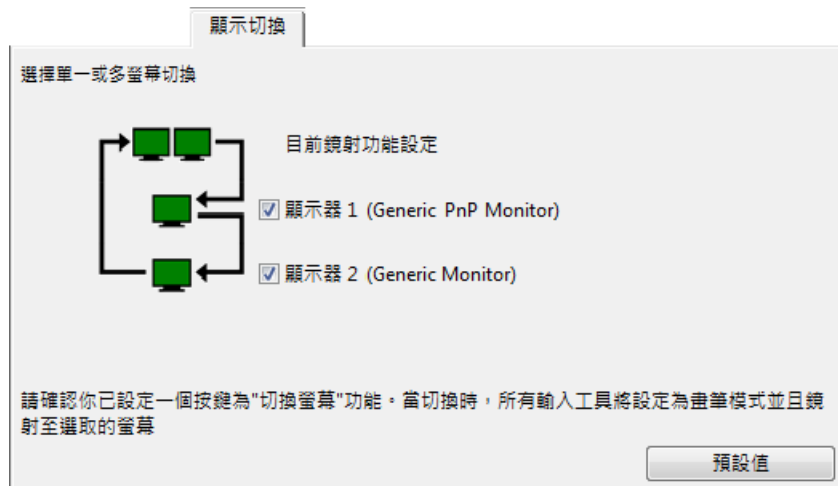 顯示切換
選擇單一或多螢幕切換
目前鏡射功能設定
顯示器 1 (Generic PnP Monitor)
顯示器 2 (Generic Monitor)
請確認你已設定一個按鍵為"切換螢幕"功能。當切換時，所有輸入工具將設定為畫筆模式並且鏡
射至選取的螢幕
預設值